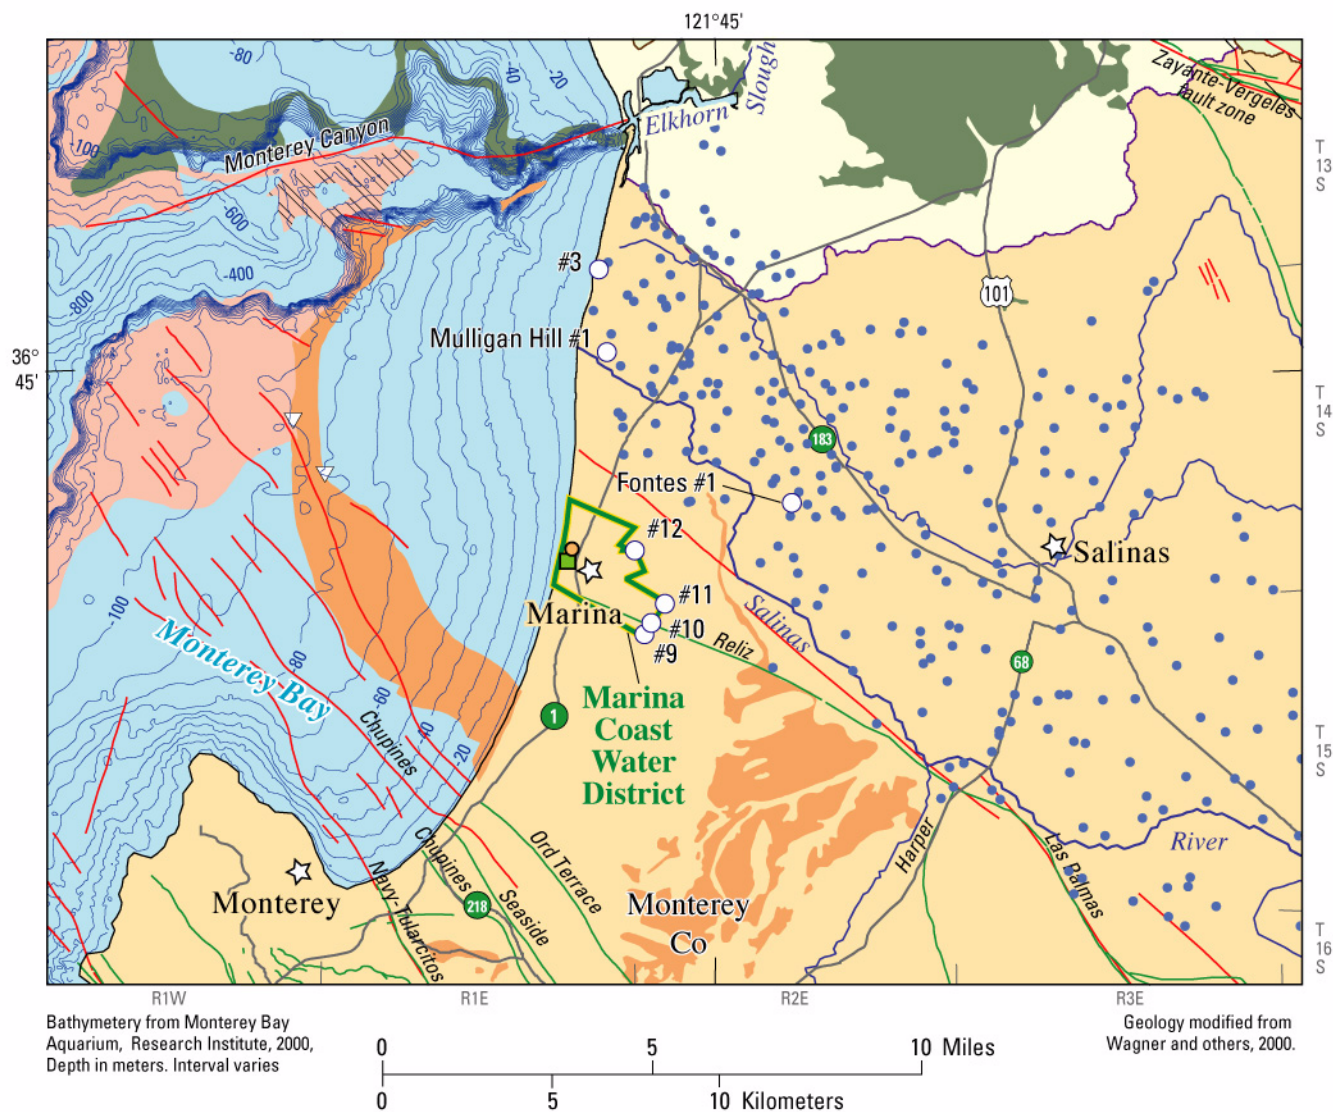 121°45'
-80
-40
-20
Elkhorn
Slough
Zayante-Vergeles
fault zone
T
13
S
-100
Monterey Canyon
-600
-400
800
#3
101
Mulligan Hill #1
36°
45'
T
14
S
183
Fontes #1
#12
Salinas
#11
Marina
#10
#9
Reliz
Salinas
68
-100
Monterey Bay
-80
-60
-40
-20
Chupines
1
Marina
Coast
Water
District
T
15
S
Harper
Las Palmas
River
Chupines
Ord Terrace
Seaside
Navy-Tularcitos
218
Monterey
Monterey
Co
T
16
S
R1W
R1E
R2E
R3E
Bathymetery from Monterey Bay
Aquarium, Research Institute, 2000,
Depth in meters. Interval varies
Geology modified from
Wagner and others, 2000.
0
5
10 Miles
0
5
10 Kilometers